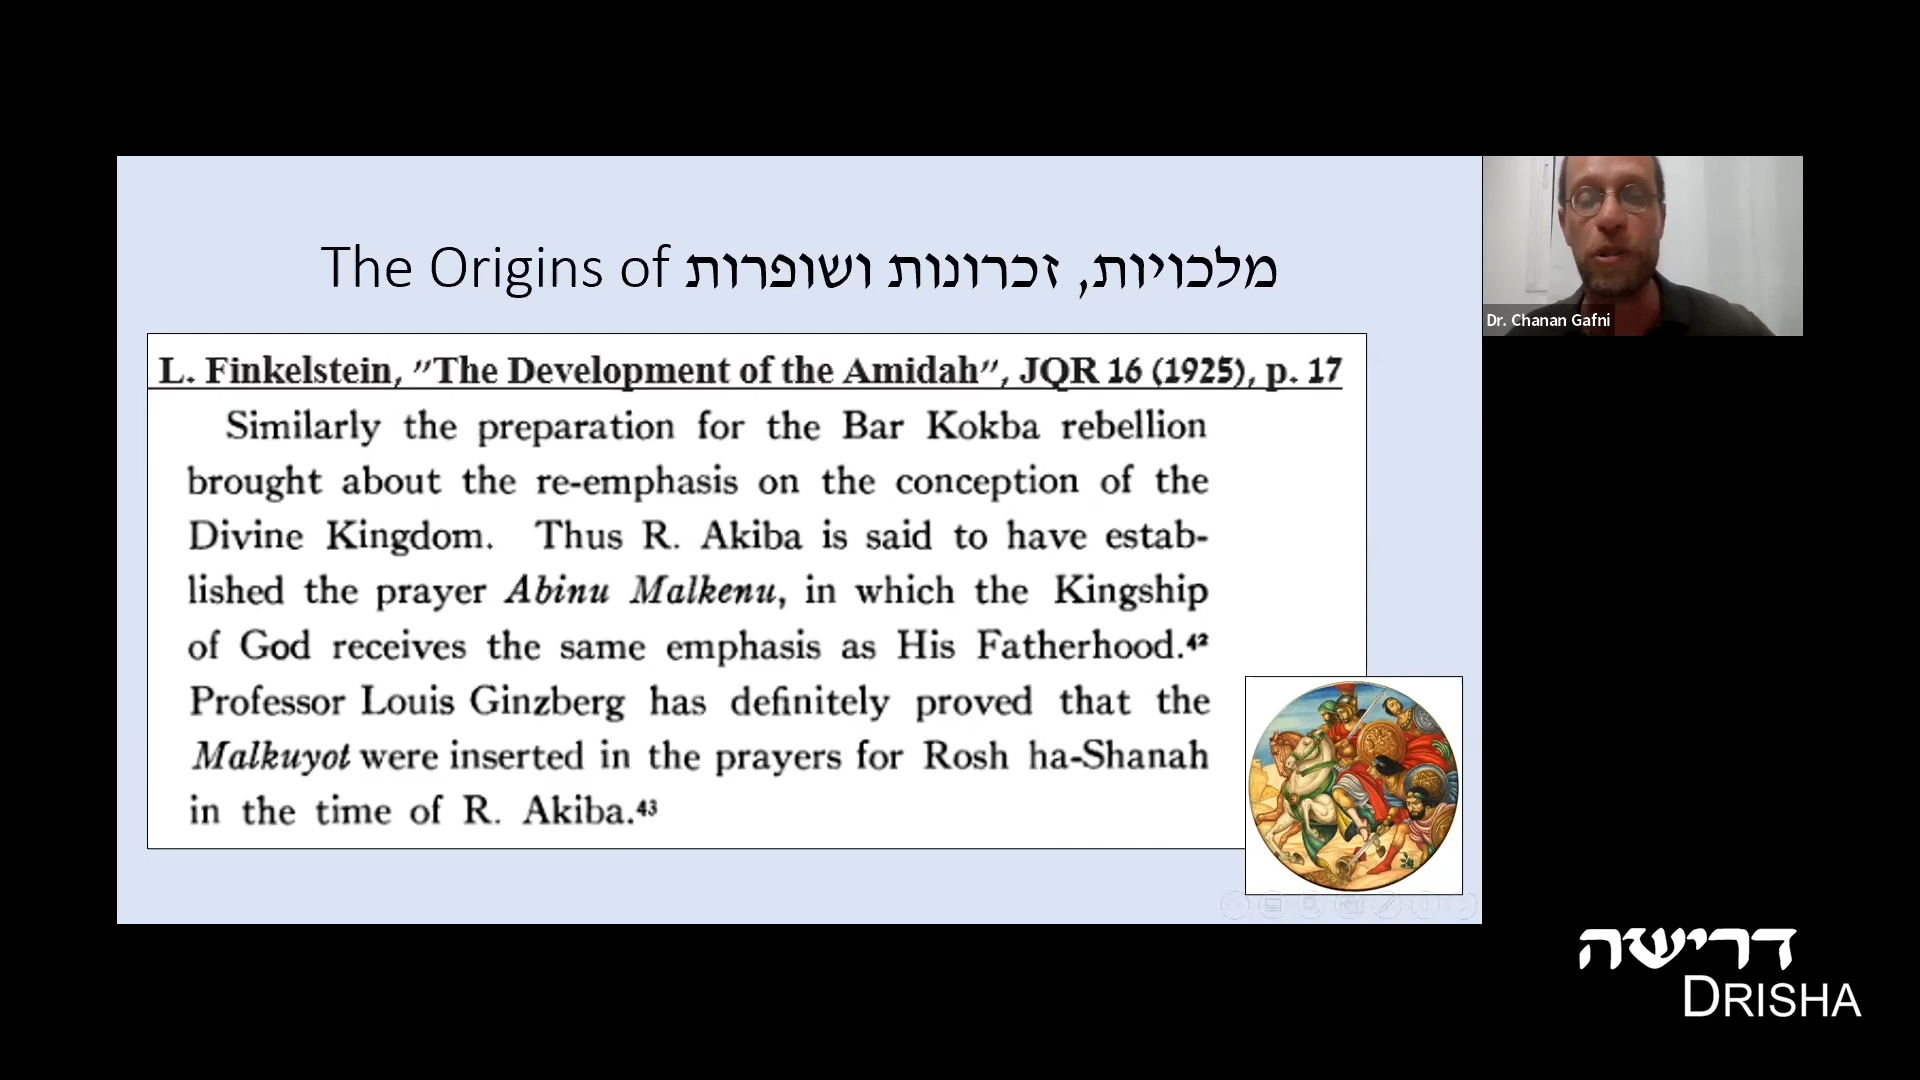 The Origins of מלכויות, זכרונות ושופרות
L. Finkelstein, "The Development of the Amidah", JQR 16 (1925), p. 17
Similarly the preparation for the Bar Kokba rebellion
brought about the re-emphasis on the conception of the
Divine Kingdom. Thus R. Akiba is said to have estab-
lished the prayer Abinu Malkenu, in which the Kingship
of God receives the same emphasis as His Fatherhood.⁴²
Professor Louis Ginzberg has definitely proved that the
Malkuyot were inserted in the prayers for Rosh ha-Shanah
in the time of R. Akiba.⁴³
Dr. Chanan Gafni
דרישה
DRISHA